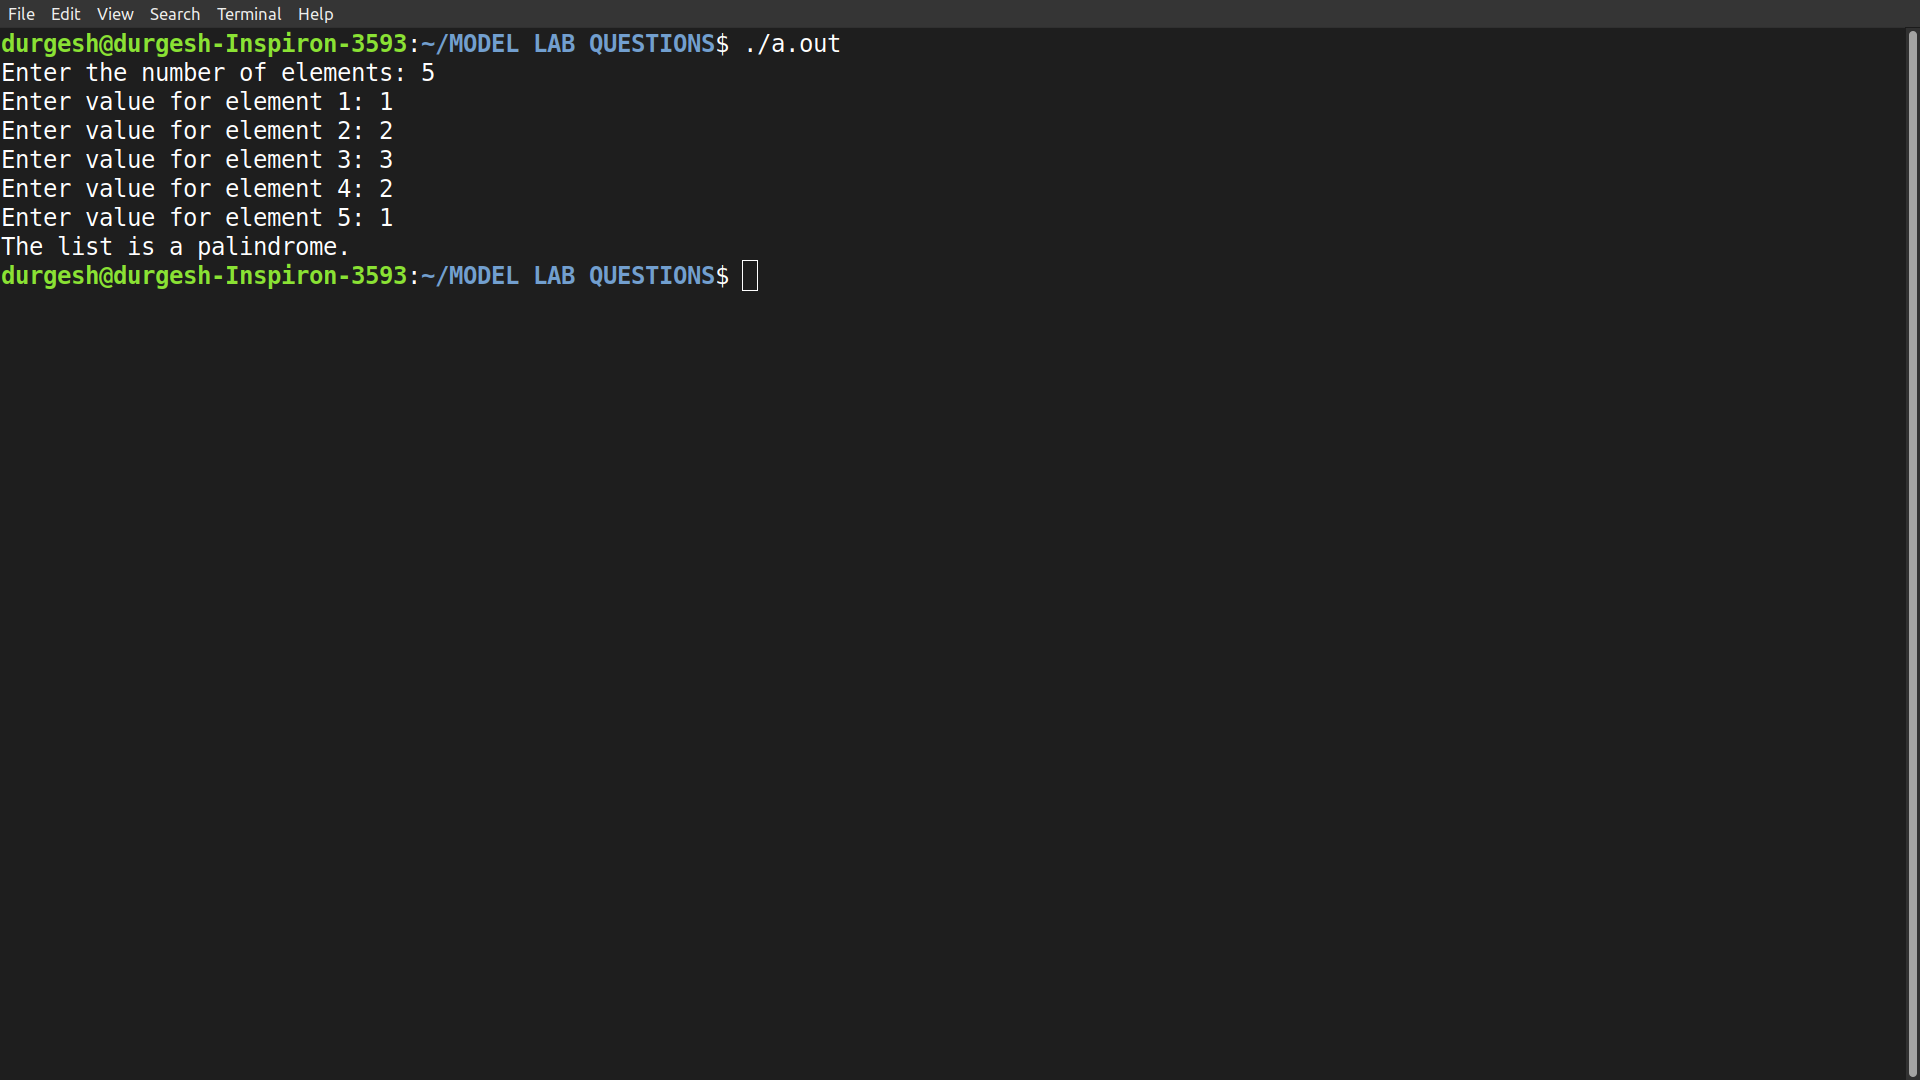 File Edit View Search Terminal Help
durgesh@durgesh-Inspiron-3593:~/MODEL LAB QUESTIONS$ ./a.out
Enter the number of elements: 5
Enter value for element 1: 1
Enter value for element 2: 2
Enter value for element 3: 3
Enter value for element 4: 2
Enter value for element 5: 1
The list is a palindrome.
durgesh@durgesh-Inspiron-3593:~/MODEL LAB QUESTIONS$